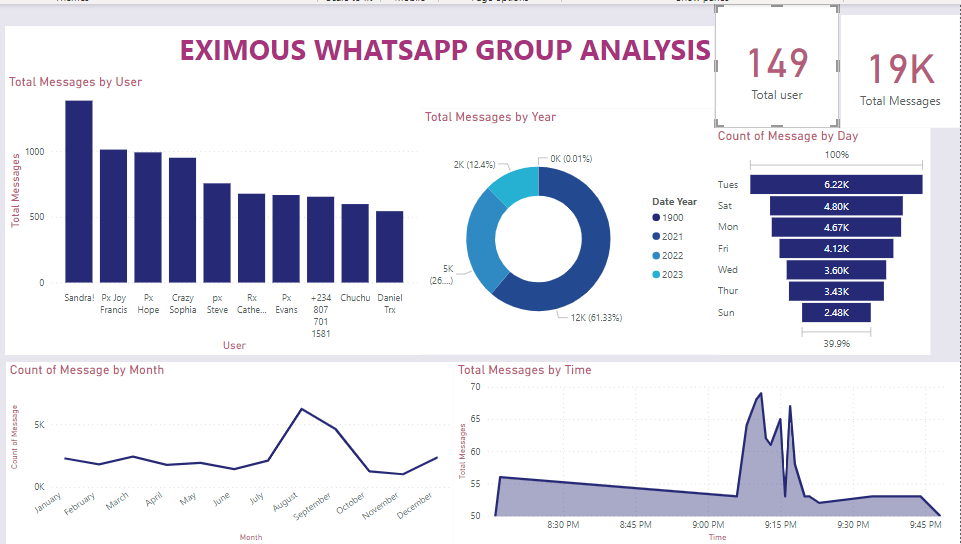 EXIMOUS WHATSAPP GROUP ANALYSIS
149
Total user
19K
Total Messages
Total Messages by User
Total Messages
1000
500
0
Sandra!
Px Joy
Francis
Px
Hope
Crazy
Sophia
px
Steve
Rx
Cathe...
Px
Evans
+234
807
701
1581
Chuchu
Daniel
Trx
User
Total Messages by Year
2K (12.4%)
0K (0.01%)
5K
(26....)
12K (61.33%)
Date Year
1900
2021
2022
2023
Count of Message by Day
100%
Tues 6.22K
Sat 4.80K
Mon 4.67K
Fri 4.12K
Wed 3.60K
Thur 3.43K
Sun 2.48K
39.9%
Count of Message by Month
Count of Message
5K
0K
January
February
March
April
May
June
July
August
September
October
November
December
Month
Total Messages by Time
Total Messages
70
65
60
55
50
8:30 PM
8:45 PM
9:00 PM
9:15 PM
9:30 PM
9:45 PM
Time